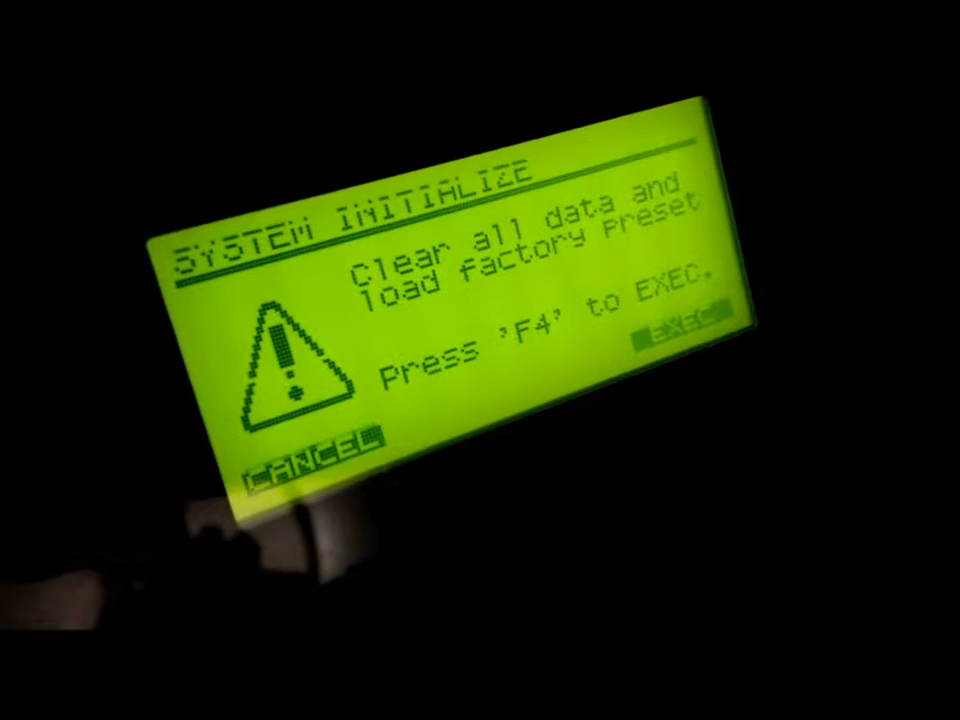 SYSTEM INITIALIZE
Clear all data and
load factory preset
Press 'F4' to EXEC.
EXEC
CANCEL